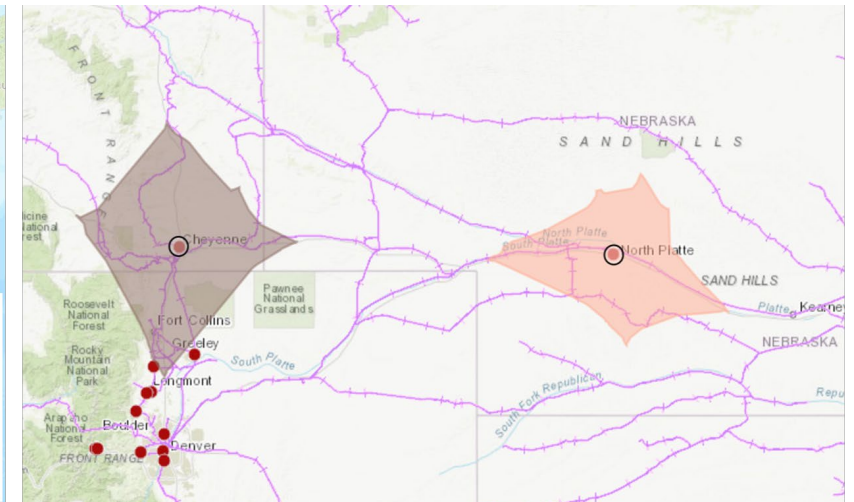 FRONT RANGE
NEBRASKA
SAND HILLS
North Platte
Cheyenne
South Platte
North Platte
SAND HILLS
Pawnee
National
Grasslands
Roosevelt
National
Forest
Platte
Kearney
Fort Collins
Greeley
NEBRASKA
Rocky
Mountain
National
Park
South Platte
Longmont
South Fork Republican
Arapaho
National
Forest
Boulder
Denver
FRONT RANGE